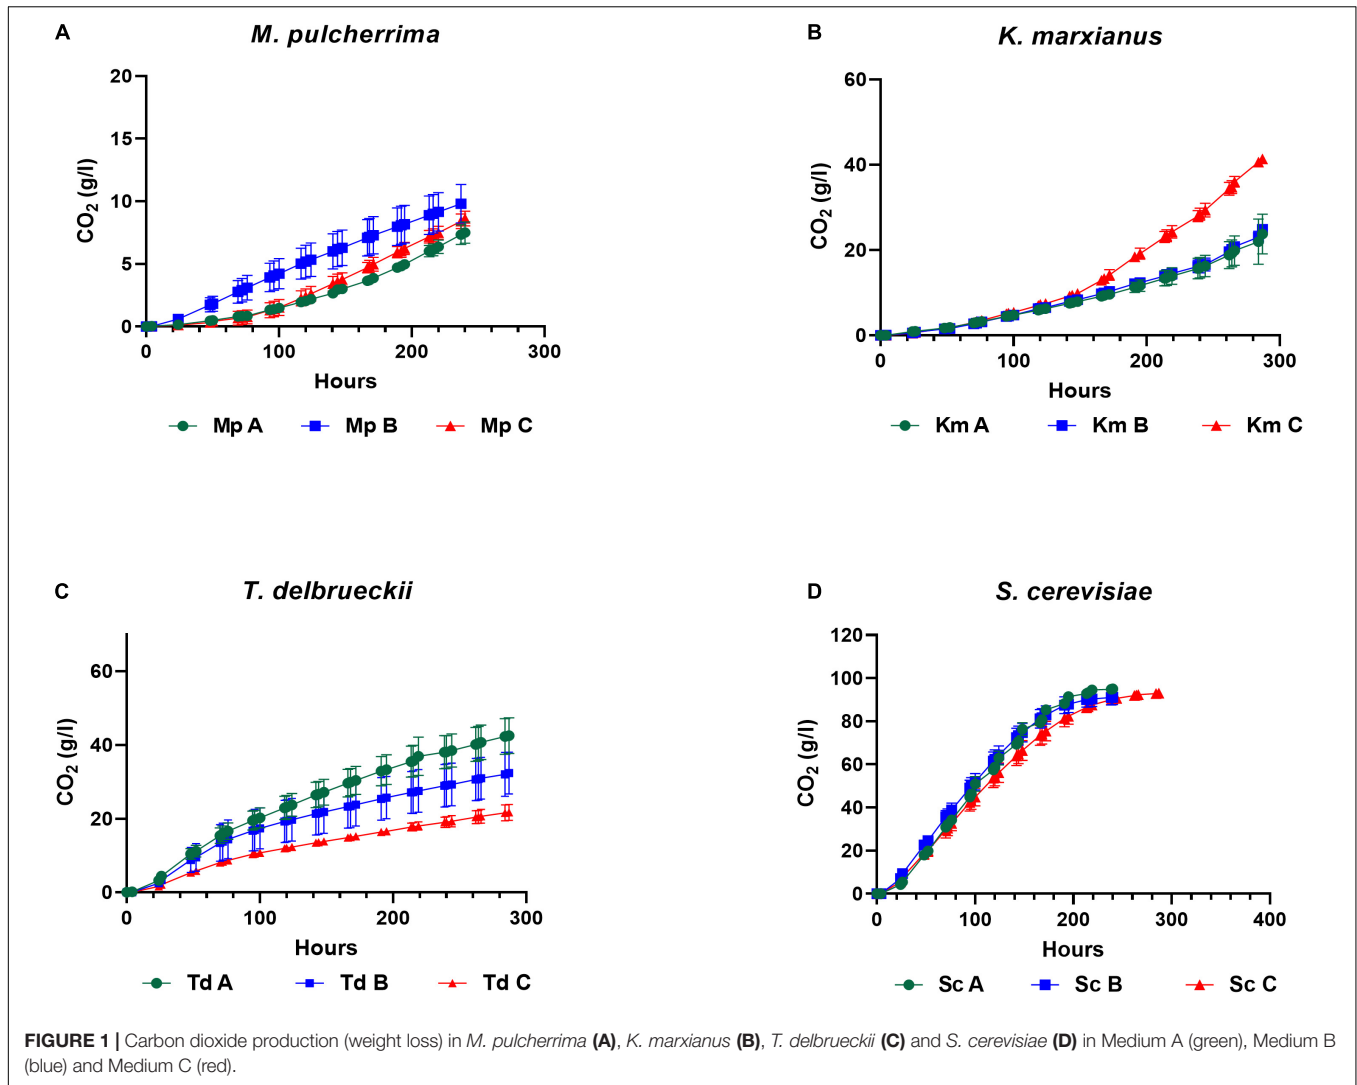 A
M. pulcherrima
20
15
10
5
0
CO2 (g/l)
0 100 200 300
Hours
Mp A Mp B Mp C
B
K. marxianus
60
40
20
0
CO2 (g/l)
0 100 200 300
Hours
Km A Km B Km C
C
T. delbrueckii
60
40
20
0
CO2 (g/l)
0 100 200 300
Hours
Td A Td B Td C
D
S. cerevisiae
120
100
80
60
40
20
0
CO2 (g/l)
0 100 200 300 400
Hours
Sc A Sc B Sc C
FIGURE 1 | Carbon dioxide production (weight loss) in M. pulcherrima (A), K. marxianus (B), T. delbrueckii (C) and S. cerevisiae (D) in Medium A (green), Medium B
(blue) and Medium C (red).